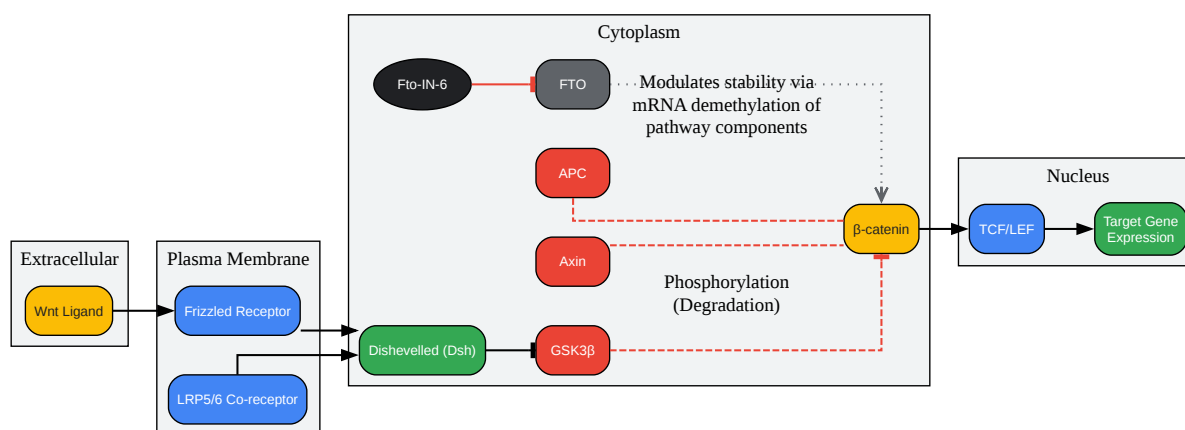 Cytoplasm
Fto-IN-6
FTO
Modulates stability via
mRNA demethylation of
pathway components
APC
Nucleus
β-catenin
TCF/LEF
Target Gene
Expression
Extracellular
Plasma Membrane
Axin
Phosphorylation
(Degradation)
Wnt Ligand
Frizzled Receptor
Dishevelled (Dsh)
GSK3β
LRP5/6 Co-receptor